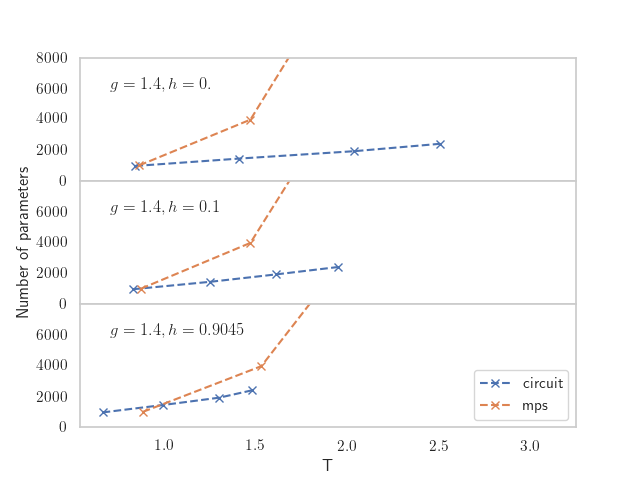 8000
6000
4000
2000
0
g = 1.4, h = 0.
6000
4000
2000
0
g = 1.4, h = 0.1
6000
4000
2000
0
g = 1.4, h = 0.9045
Number of parameters
circuit
mps
1.0 1.5 2.0 2.5 3.0
T